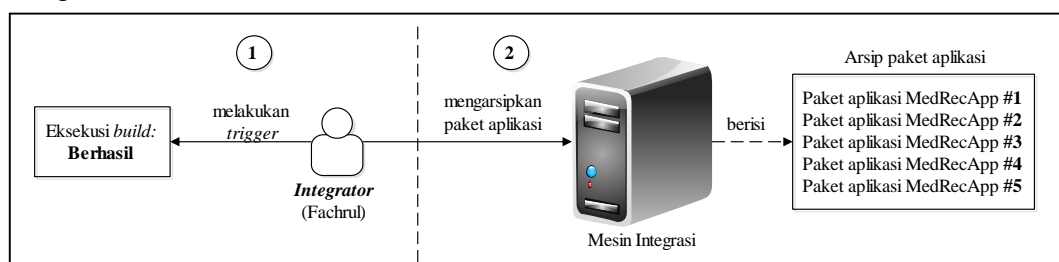 1
2
Eksekusi build:
Berhasil
melakukan
trigger
Integrator
(Fachrul)
mengarsipkan
paket aplikasi
Mesin Integrasi
berisi
Arsip paket aplikasi
Paket aplikasi MedRecApp #1
Paket aplikasi MedRecApp #2
Paket aplikasi MedRecApp #3
Paket aplikasi MedRecApp #4
Paket aplikasi MedRecApp #5